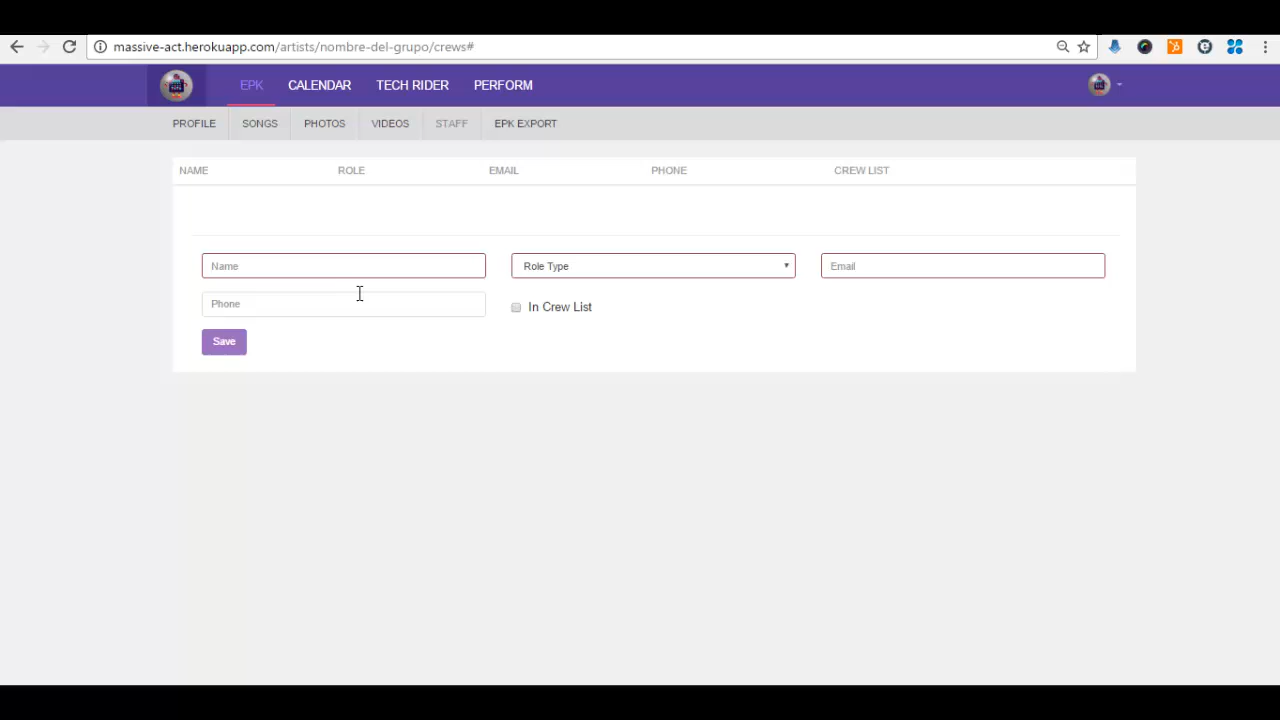 massive-act.herokuapp.com/artists/nombre-del-grupo/crews#
EPK CALENDAR TECH RIDER PERFORM
PROFILE SONGS PHOTOS VIDEOS STAFF EPK EXPORT
NAME ROLE EMAIL PHONE CREW LIST
Name Role Type Email
Phone In Crew List
Save